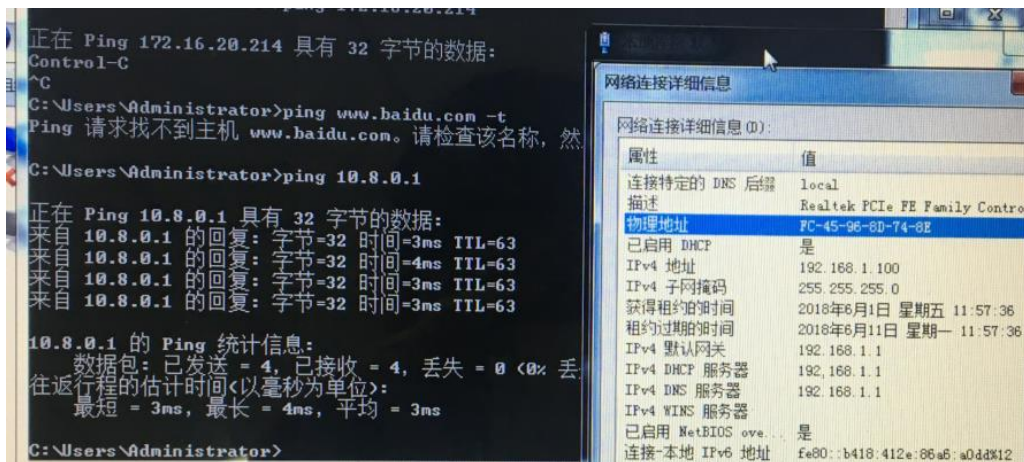 正在 Ping 172.16.20.214 具有 32 字节的数据:
Control-C
^C
C:\Users\Administrator>ping www.baidu.com -t
Ping 请求找不到主机 www.baidu.com。请检查该名称，然
C:\Users\Administrator>ping 10.8.0.1
正在 Ping 10.8.0.1 具有 32 字节的数据:
来自 10.8.0.1 的回复: 字节=32 时间=3ms TTL=63
来自 10.8.0.1 的回复: 字节=32 时间=4ms TTL=63
来自 10.8.0.1 的回复: 字节=32 时间=3ms TTL=63
来自 10.8.0.1 的回复: 字节=32 时间=3ms TTL=63
10.8.0.1 的 Ping 统计信息:
数据包: 已发送 = 4，已接收 = 4，丢失 = 0 (0% 丢
往返行程的估计时间(以毫秒为单位):
最短 = 3ms，最长 = 4ms，平均 = 3ms
C:\Users\Administrator>
网络连接详细信息
网络连接详细信息(D):
属性 值
连接特定的 DNS 后缀 local
描述 Realtek PCIe FE Family Contro
物理地址 FC-45-96-8D-74-8E
已启用 DHCP 是
IPv4 地址 192.168.1.100
IPv4 子网掩码 255.255.255.0
获得租约的时间 2018年6月1日 星期五 11:57:36
租约过期的时间 2018年6月11日 星期一 11:57:36
IPv4 默认网关 192.168.1.1
IPv4 DHCP 服务器 192.168.1.1
IPv4 DNS 服务器 192.168.1.1
IPv4 WINS 服务器
已启用 NetBIOS ove... 是
连接-本地 IPv6 地址 fe80::b418:412e:86a6:a0dd%12